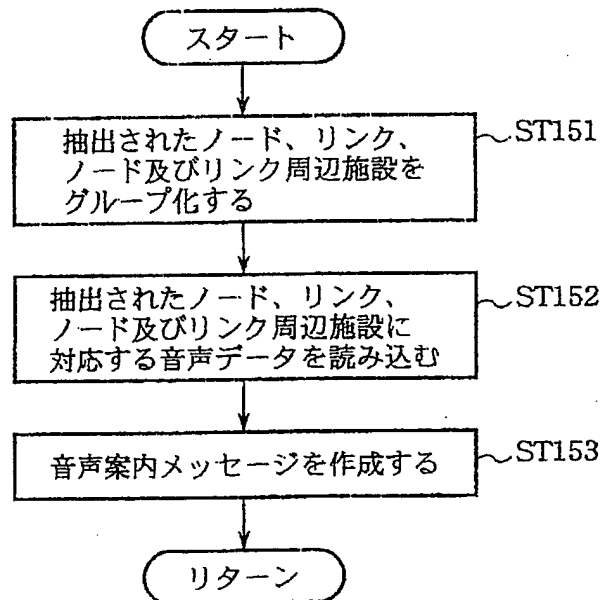 スタート
抽出されたノード、リンク、
ノード及びリンク周辺施設を
グループ化する
ST151
抽出されたノード、リンク、
ノード及びリンク周辺施設に
対応する音声データを読み込む
ST152
音声案内メッセージを作成する
ST153
リターン